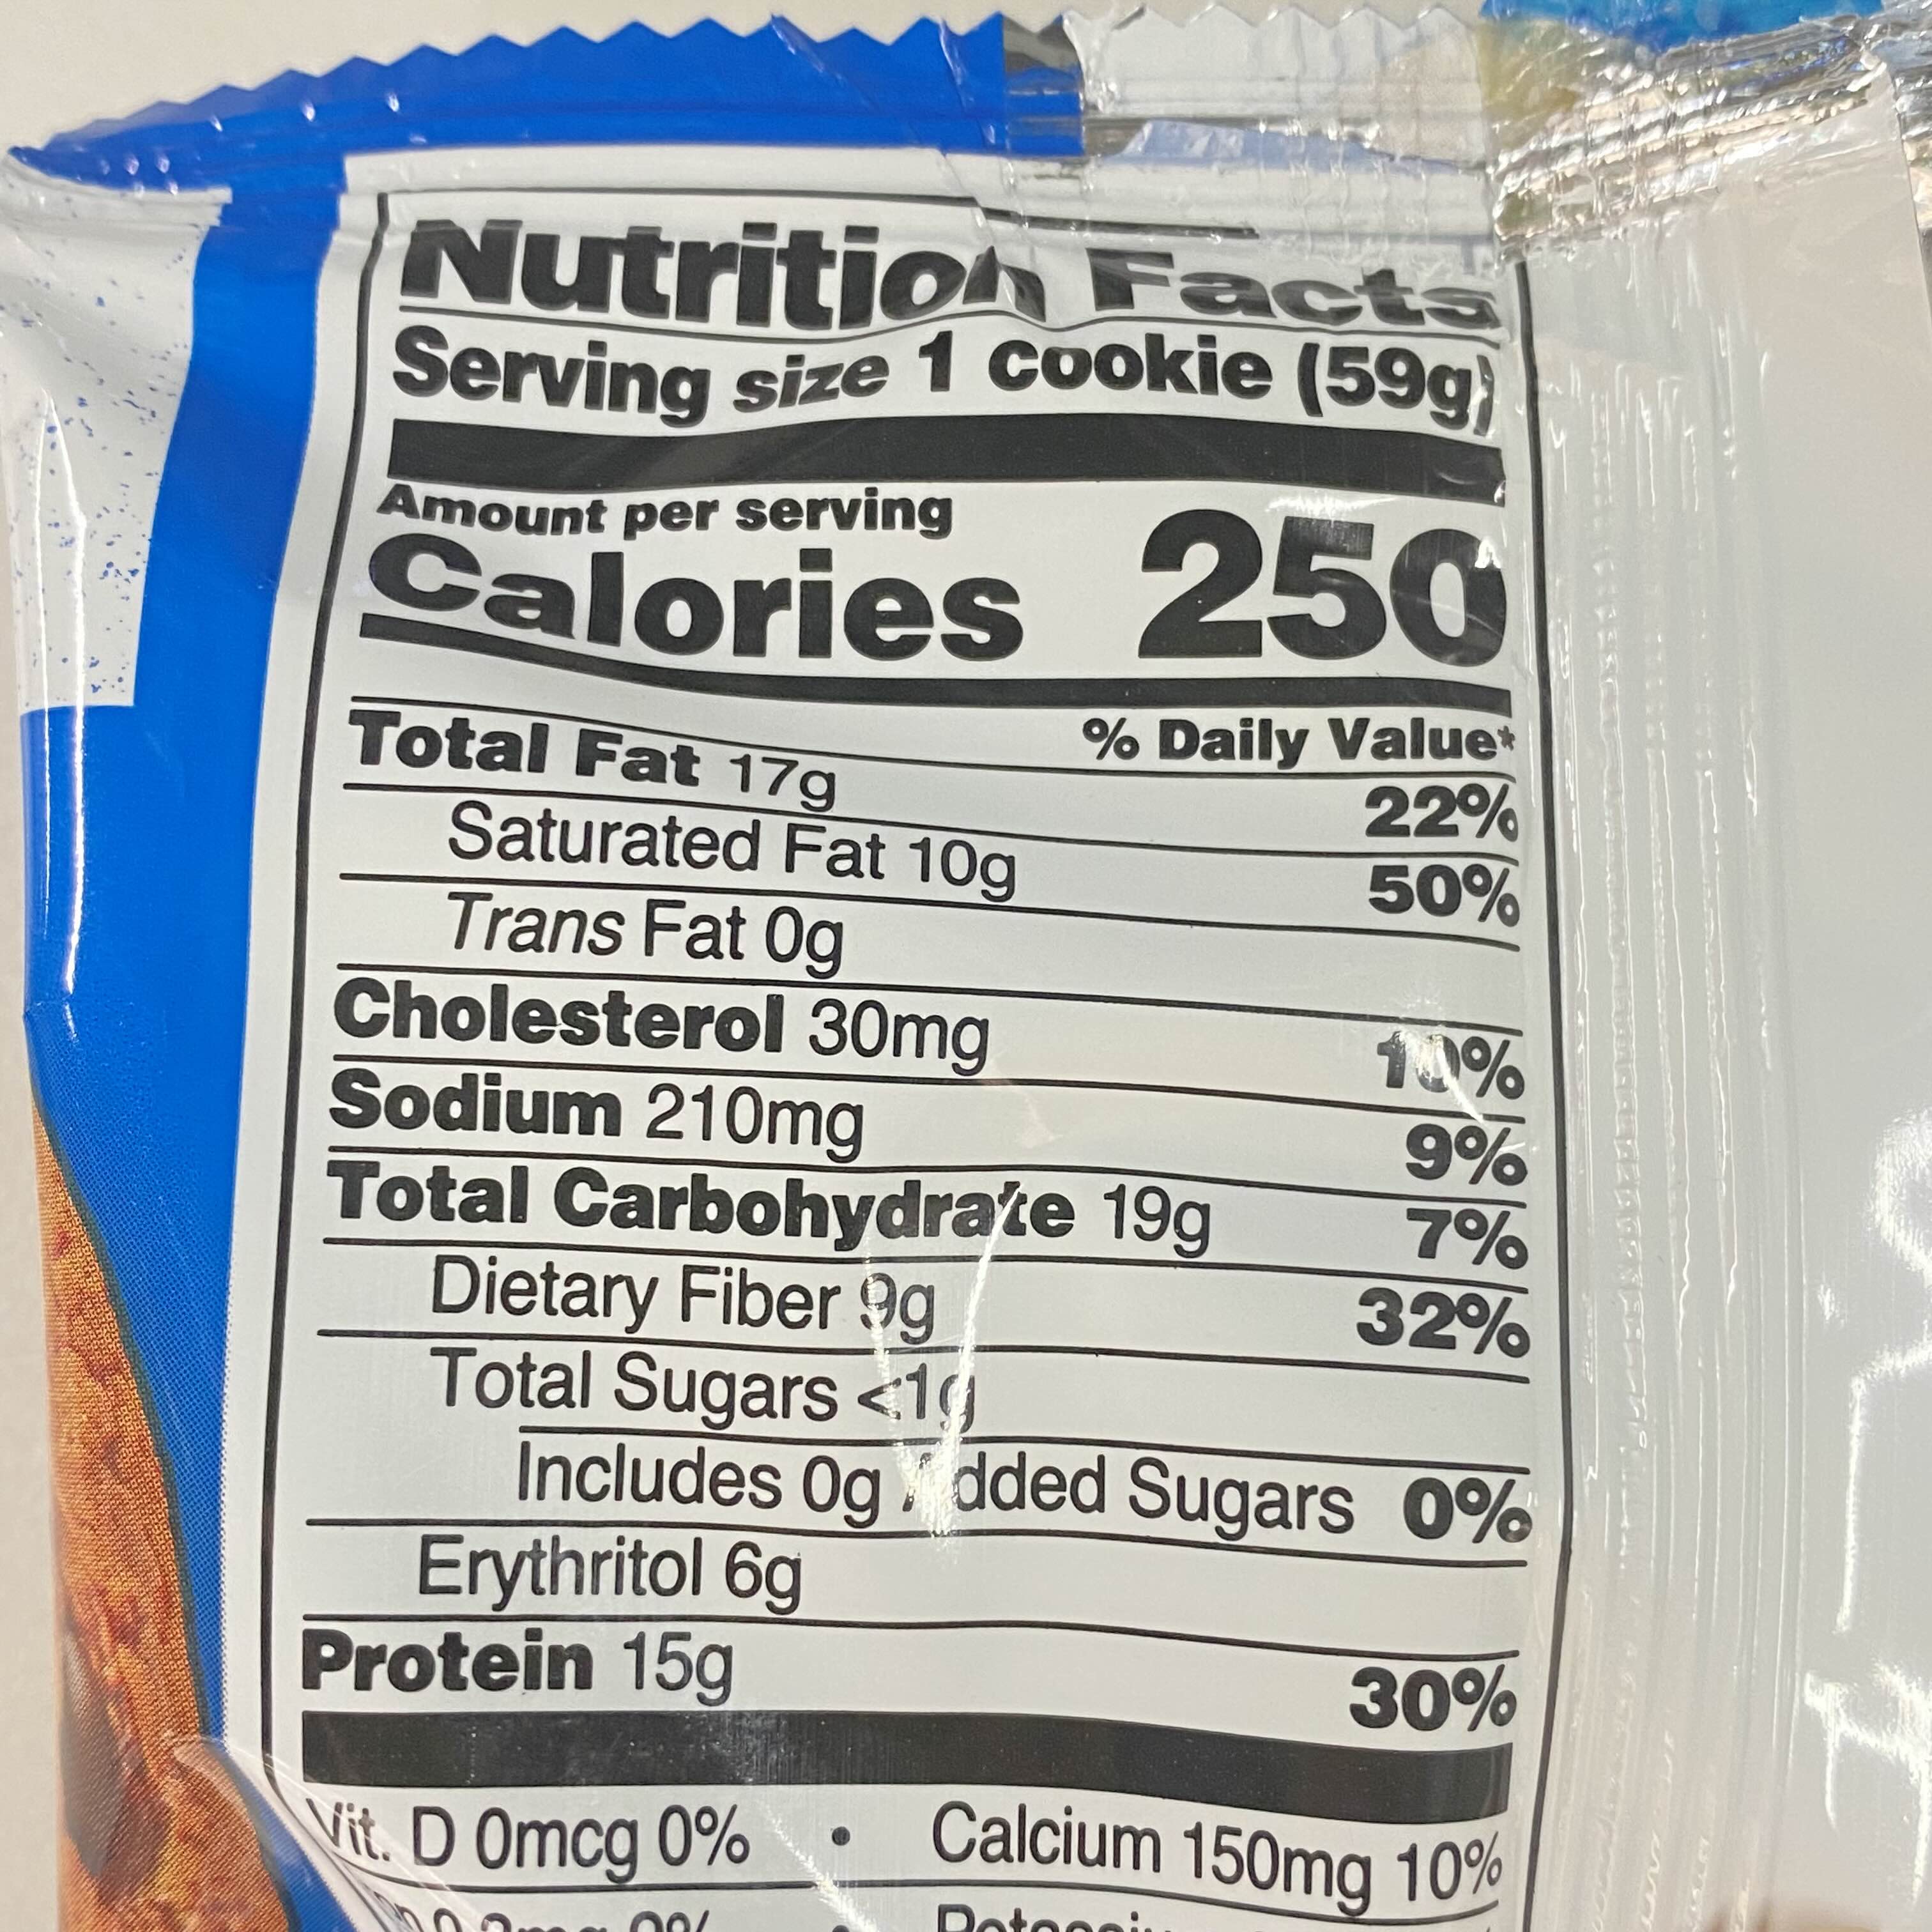 Nutrition Facts
Serving size 1 cookie (59g)
Amount per serving
Calories 250
% Daily Value*
Total Fat 17g 22%
Saturated Fat 10g 50%
Trans Fat 0g
Cholesterol 30mg 10%
Sodium 210mg 9%
Total Carbohydrate 19g 7%
Dietary Fiber 9g 32%
Total Sugars <1g
Includes 0g Added Sugars 0%
Erythritol 6g
Protein 15g 30%
Vit. D 0mcg 0% • Calcium 150mg 10%